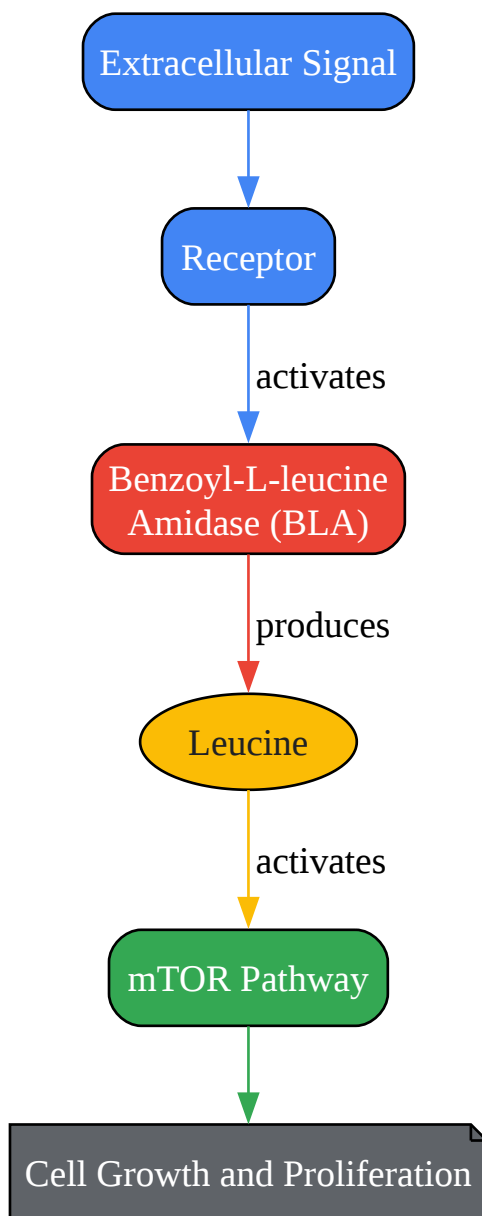 Extracellular Signal
Receptor
activates
Benzoyl-L-leucine
Amidase (BLA)
produces
Leucine
activates
mTOR Pathway
Cell Growth and Proliferation